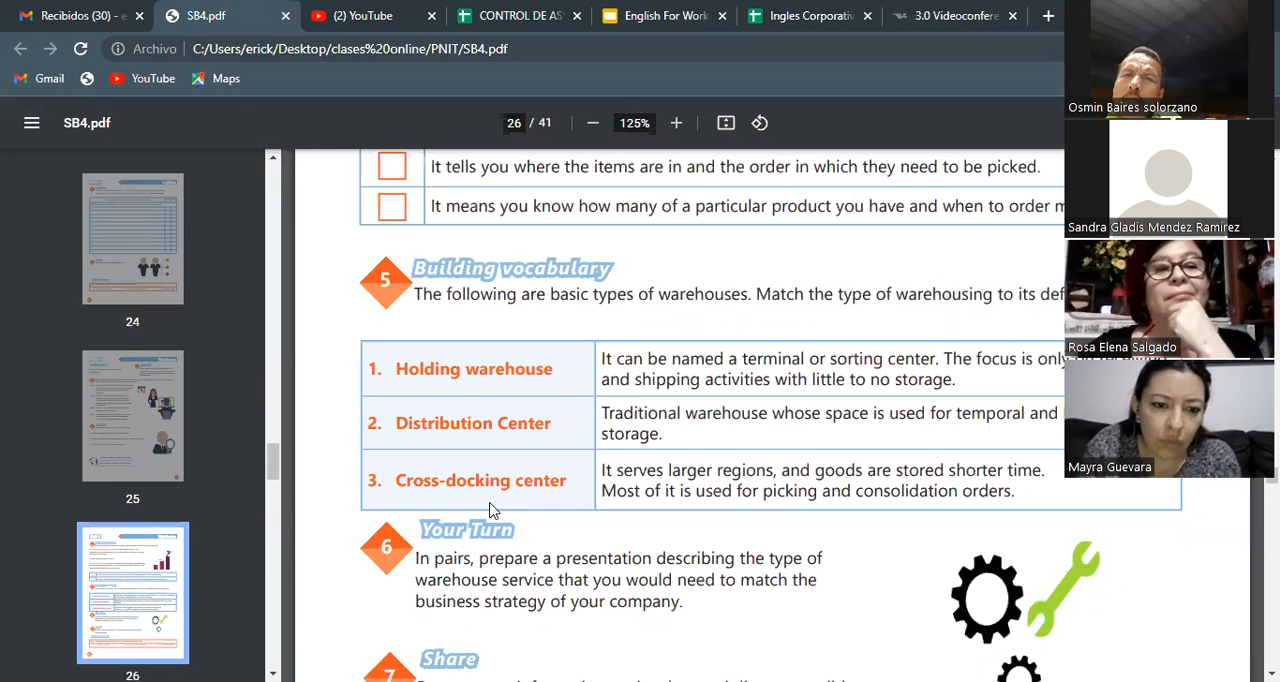 Recibidos (30) - e
SB4.pdf
(2) YouTube
CONTROL DE AS
English For Work
Ingles Corporativ
3.0 Videoconfere
Archivo
C:/Users/erick/Desktop/clases%20online/PNIT/SB4.pdf
Gmail
YouTube
Maps
SB4.pdf
26 / 41
125%
Osmin Baires solorzano
Sandra Gladis Mendez Ramirez
Rosa Elena Salgado
Mayra Guevara
24
25
26
It tells you where the items are in and the order in which they need to be picked.
It means you know how many of a particular product you have and when to order
5 Building vocabulary
The following are basic types of warehouses. Match the type of warehousing to its
1. Holding warehouse
It can be named a terminal or sorting center. The focus is only
and shipping activities with little to no storage.
2. Distribution Center
Traditional warehouse whose space is used for temporal and
storage.
3. Cross-docking center
It serves larger regions, and goods are stored shorter time.
Most of it is used for picking and consolidation orders.
6 Your Turn
In pairs, prepare a presentation describing the type of
warehouse service that you would need to match the
business strategy of your company.
7 Share